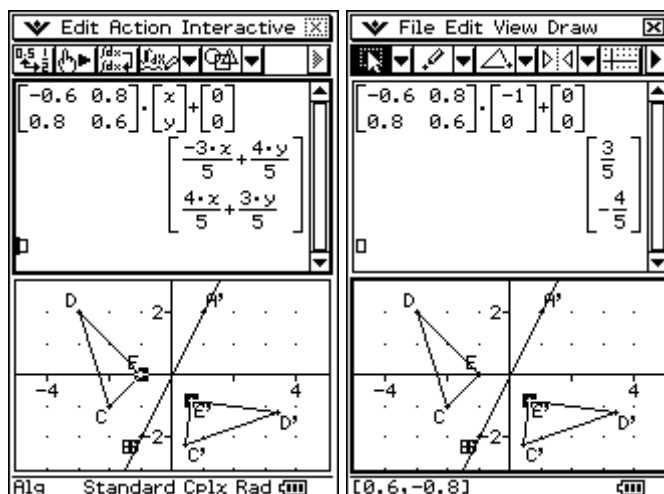 Edit Action Interactive
[-0.6 0.8
0.8 0.6]·[x
y]+[0
0]
[-3·x/5+4·y/5
4·x/5+3·y/5]
D
A'
2
E
-4
4
C
E'
D'
-2
C'
Alg Standard Cplx Rad
File Edit View Draw
[-0.6 0.8
0.8 0.6]·[-1
0]+[0
0]
[3/5
-4/5]
D
A'
2
E
-4
4
C
E'
D'
-2
C'
[0.6,-0.8]